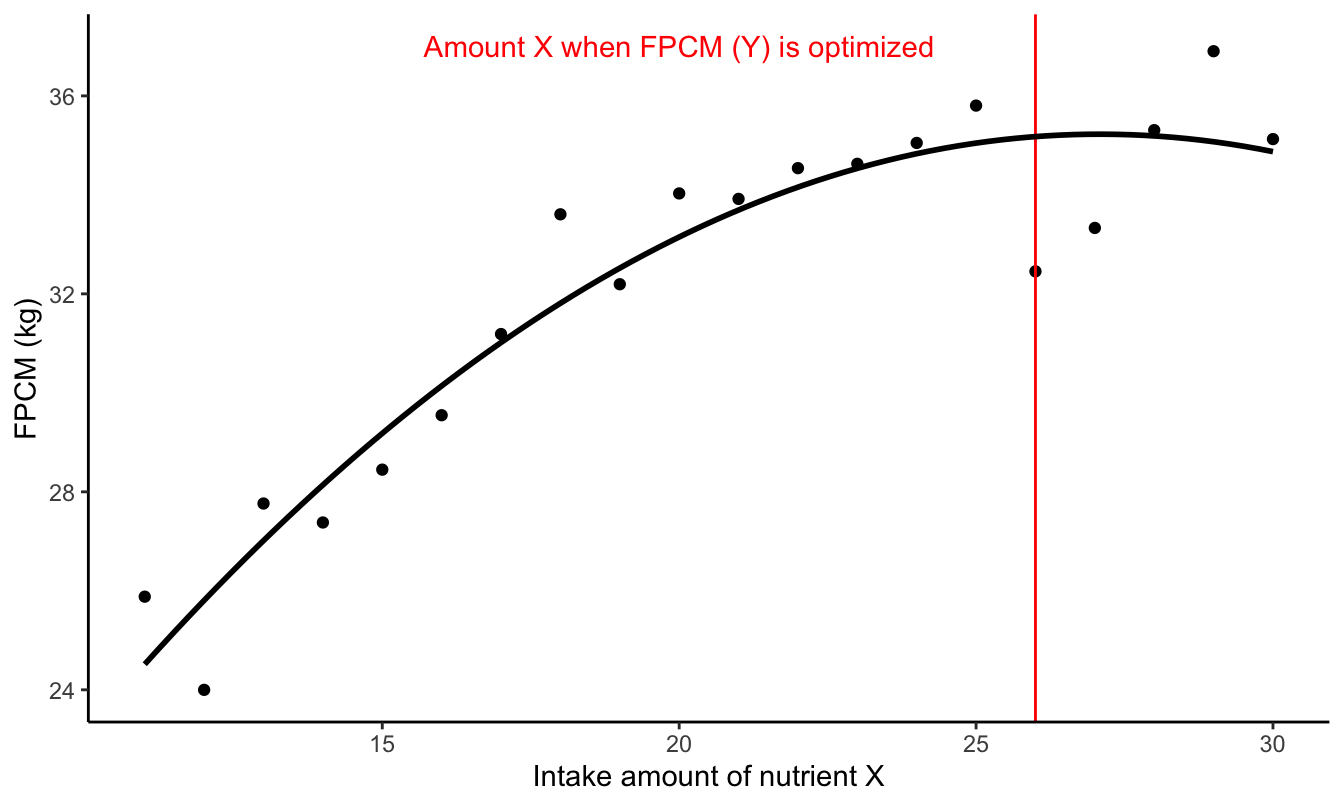 Amount X when FPCM (Y) is optimized
36
32
28
24
FPCM (kg)
15 20 25 30
Intake amount of nutrient X